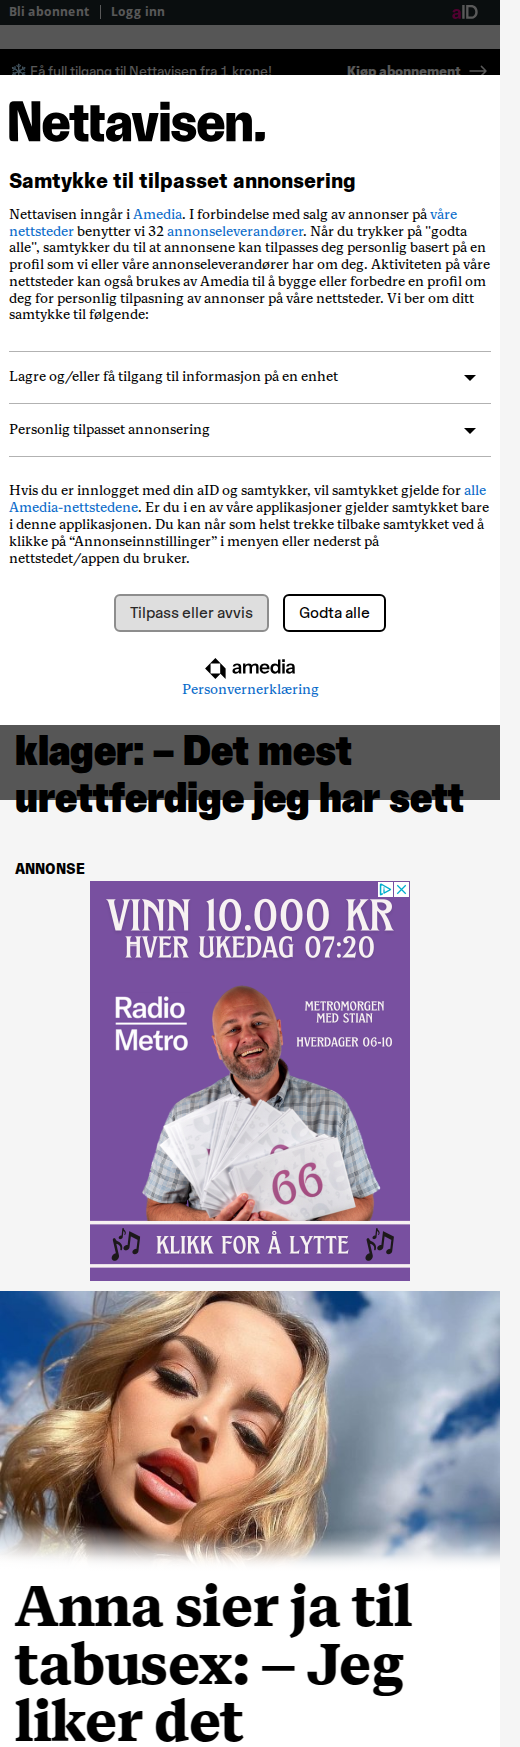 Bli abonnent | Logg inn
aID
Få full tilgang til Nettavisen fra 1 krone!
Kjøp abonnement →
Nettavisen.
Samtykke til tilpasset annonsering
Nettavisen inngår i Amedia. I forbindelse med salg av annonser på våre
nettsteder benytter vi 32 annonseleverandører. Når du trykker på "godta
alle", samtykker du til at annonsene kan tilpasses deg personlig basert på en
profil som vi eller våre annonseleverandører har om deg. Aktiviteten på våre
nettsteder kan også brukes av Amedia til å bygge eller forbedre en profil om
deg for personlig tilpasning av annonser på våre nettsteder. Vi ber om ditt
samtykke til følgende:
Lagre og/eller få tilgang til informasjon på en enhet
Personlig tilpasset annonsering
Hvis du er innlogget med din aID og samtykker, vil samtykket gjelde for alle
Amedia-nettstedene. Er du i en av våre applikasjoner gjelder samtykket bare
i denne applikasjonen. Du kan når som helst trekke tilbake samtykket ved å
klikke på “Annonseinnstillinger” i menyen eller nederst på
nettstedet/appen du bruker.
Tilpass eller avvis
Godta alle
amedia
Personvernerklæring
klager: – Det mest
urettferdige jeg har sett
ANNONSE
VINN 10.000 KR
HVER UKEDAG 07:20
Radio
Metro
METROMORGEN
MED STIAN
HVERDAGER 06-10
66
KLIKK FOR Å LYTTE
Anna sier ja til
tabusex: – Jeg
liker det